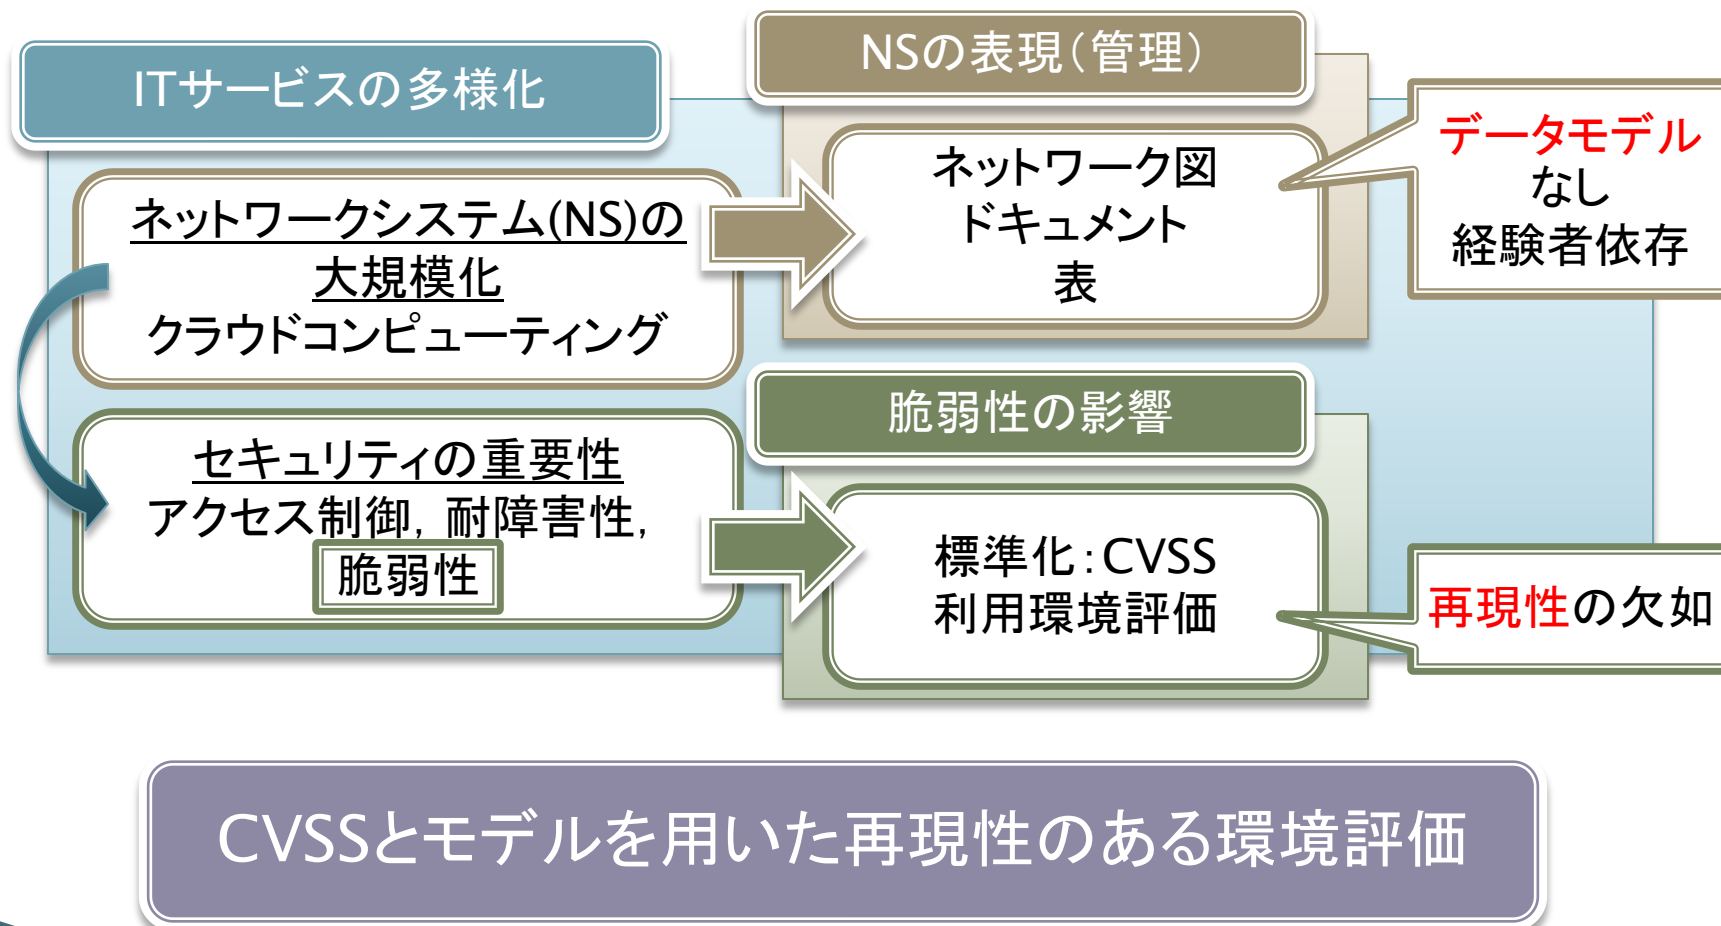 ITサービスの多様化
ネットワークシステム(NS)の
大規模化
クラウドコンピューティング
セキュリティの重要性
アクセス制御, 耐障害性,
脆弱性
NSの表現(管理)
ネットワーク図
ドキュメント
表
データモデル
なし
経験者依存
脆弱性の影響
標準化:CVSS
利用環境評価
再現性の欠如
CVSSとモデルを用いた再現性のある環境評価